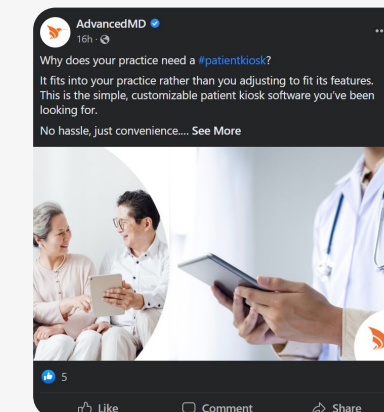 AdvancedMD
16h ·
Why does your practice need a #patientkiosk?
It fits into your practice rather than you adjusting to fit its features.
This is the simple, customizable patient kiosk software you've been
looking for.
No hassle, just convenience.... See More
5
Like Comment Share